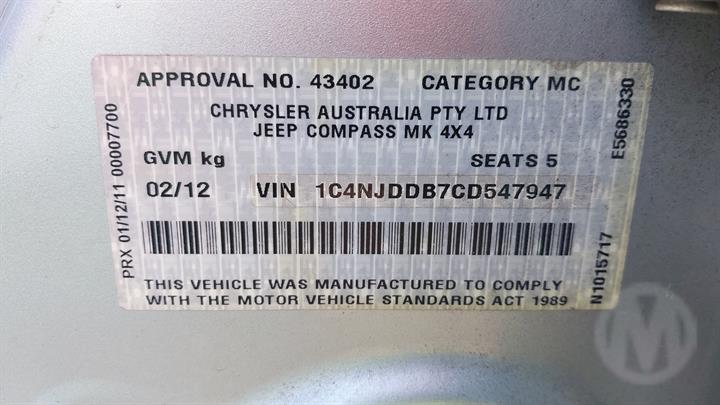 APPROVAL NO. 43402 CATEGORY MC
CHRYSLER AUSTRALIA PTY LTD
JEEP COMPASS MK 4X4
GVM kg SEATS 5
02/12 VIN 1C4NJDDB7CD547947
THIS VEHICLE WAS MANUFACTURED TO COMPLY
WITH THE MOTOR VEHICLE STANDARDS ACT 1989
PRX 01/12/11 00007700
E5686330
N1015717
M